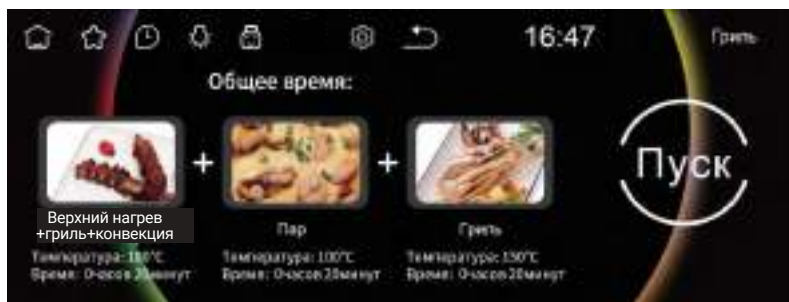 16:47
Гриль
Общее время:
+
+
Пуск
Верхний нагрев
+гриль+конвекция
Пар
Гриль
Температура: 180°C
Температура: 100°C
Температура: 150°C
Время: 0часов 20минут
Время: 0часов 20минут
Время: 0часов 20минут